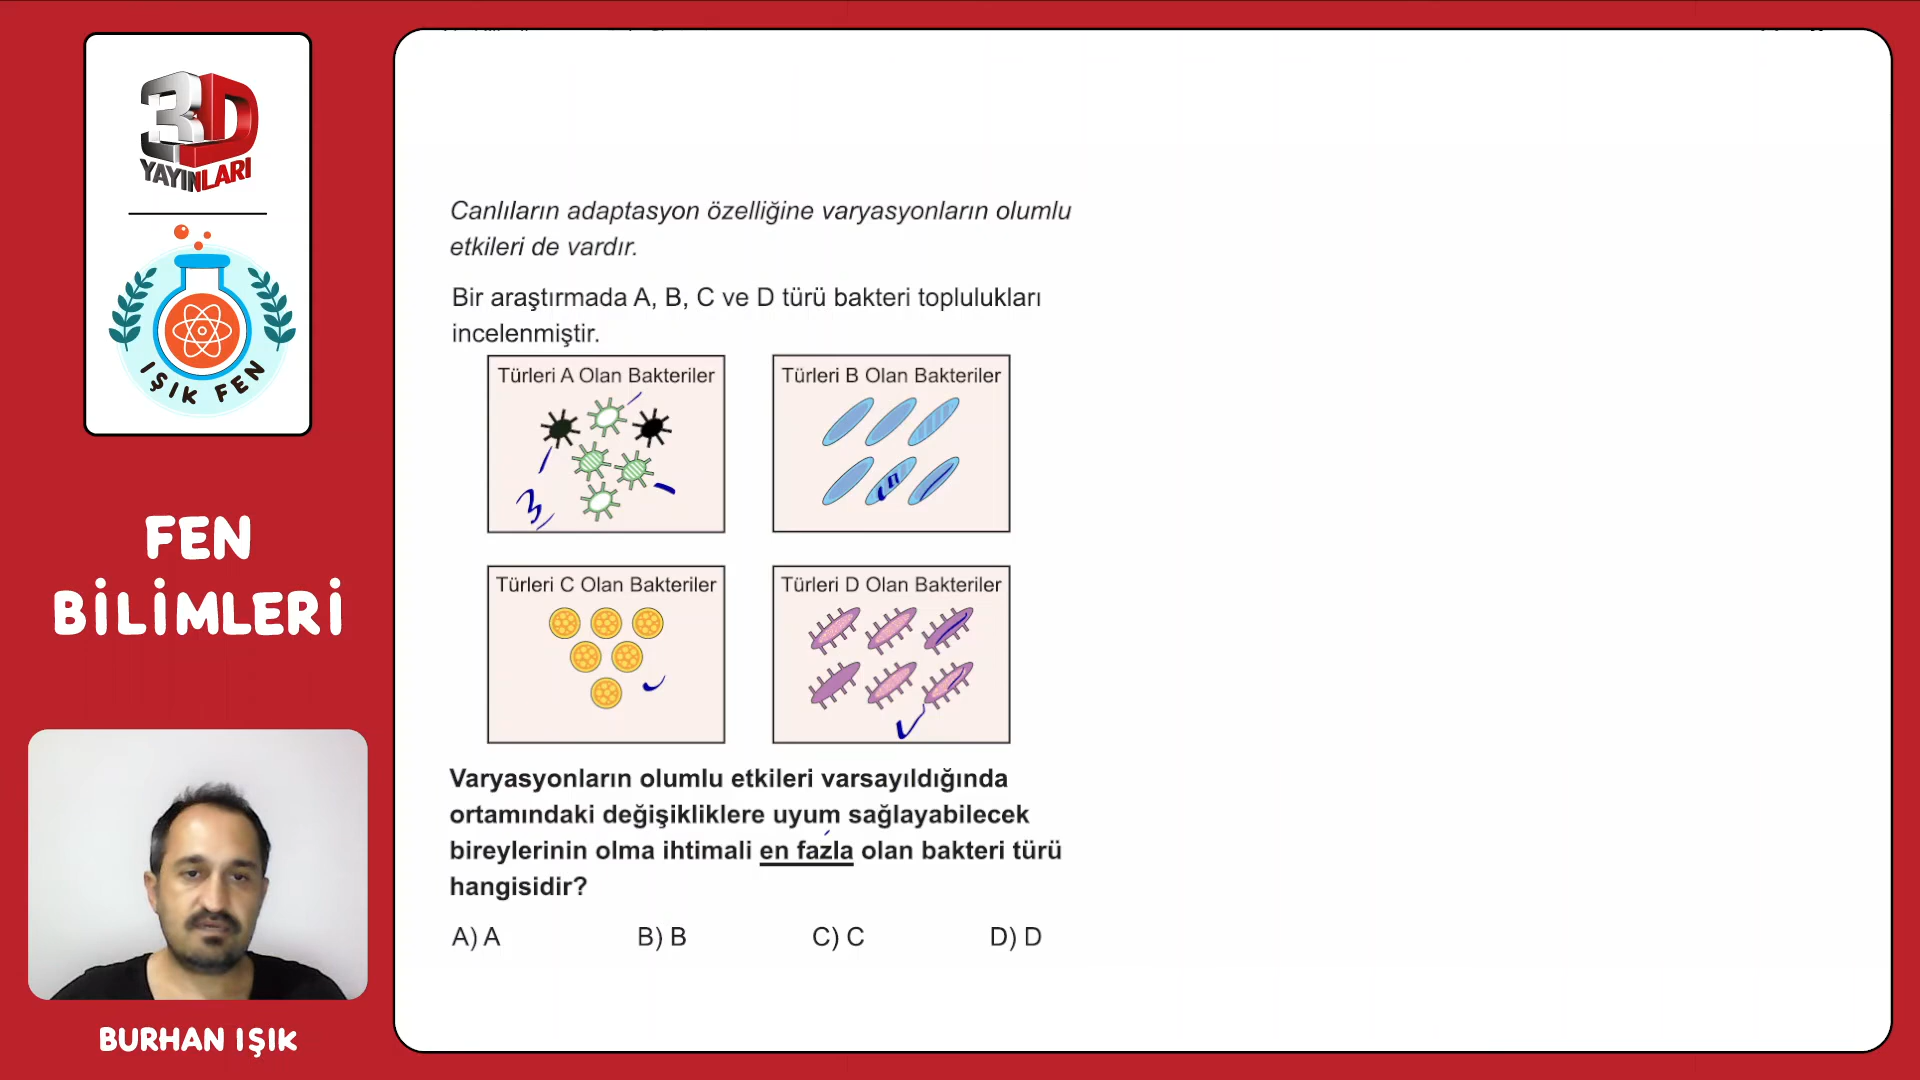 3D
YAYINLARI
IŞIK FEN
FEN
BİLİMLERİ
BURHAN IŞIK
Canlıların adaptasyon özelliğine varyasyonların olumlu
etkileri de vardır.
Bir araştırmada A, B, C ve D türü bakteri toplulukları
incelenmiştir.
Türleri A Olan Bakteriler
3
Türleri B Olan Bakteriler
Türleri C Olan Bakteriler
Türleri D Olan Bakteriler
Varyasyonların olumlu etkileri varsayıldığında
ortamındaki değişikliklere uyum sağlayabilecek
bireylerinin olma ihtimali en fazla olan bakteri türü
hangisidir?
A) A B) B C) C D) D